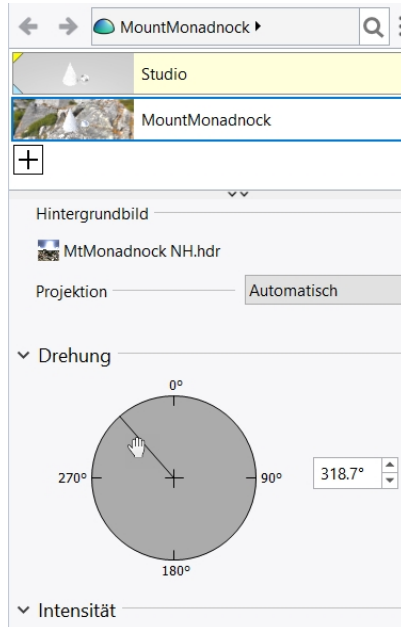 MountMonadnock
Studio
MountMonadnock
Hintergrundbild
MtMonadnock NH.hdr
Projektion Automatisch
Drehung
0°
270° 90° 318.7°
180°
Intensität